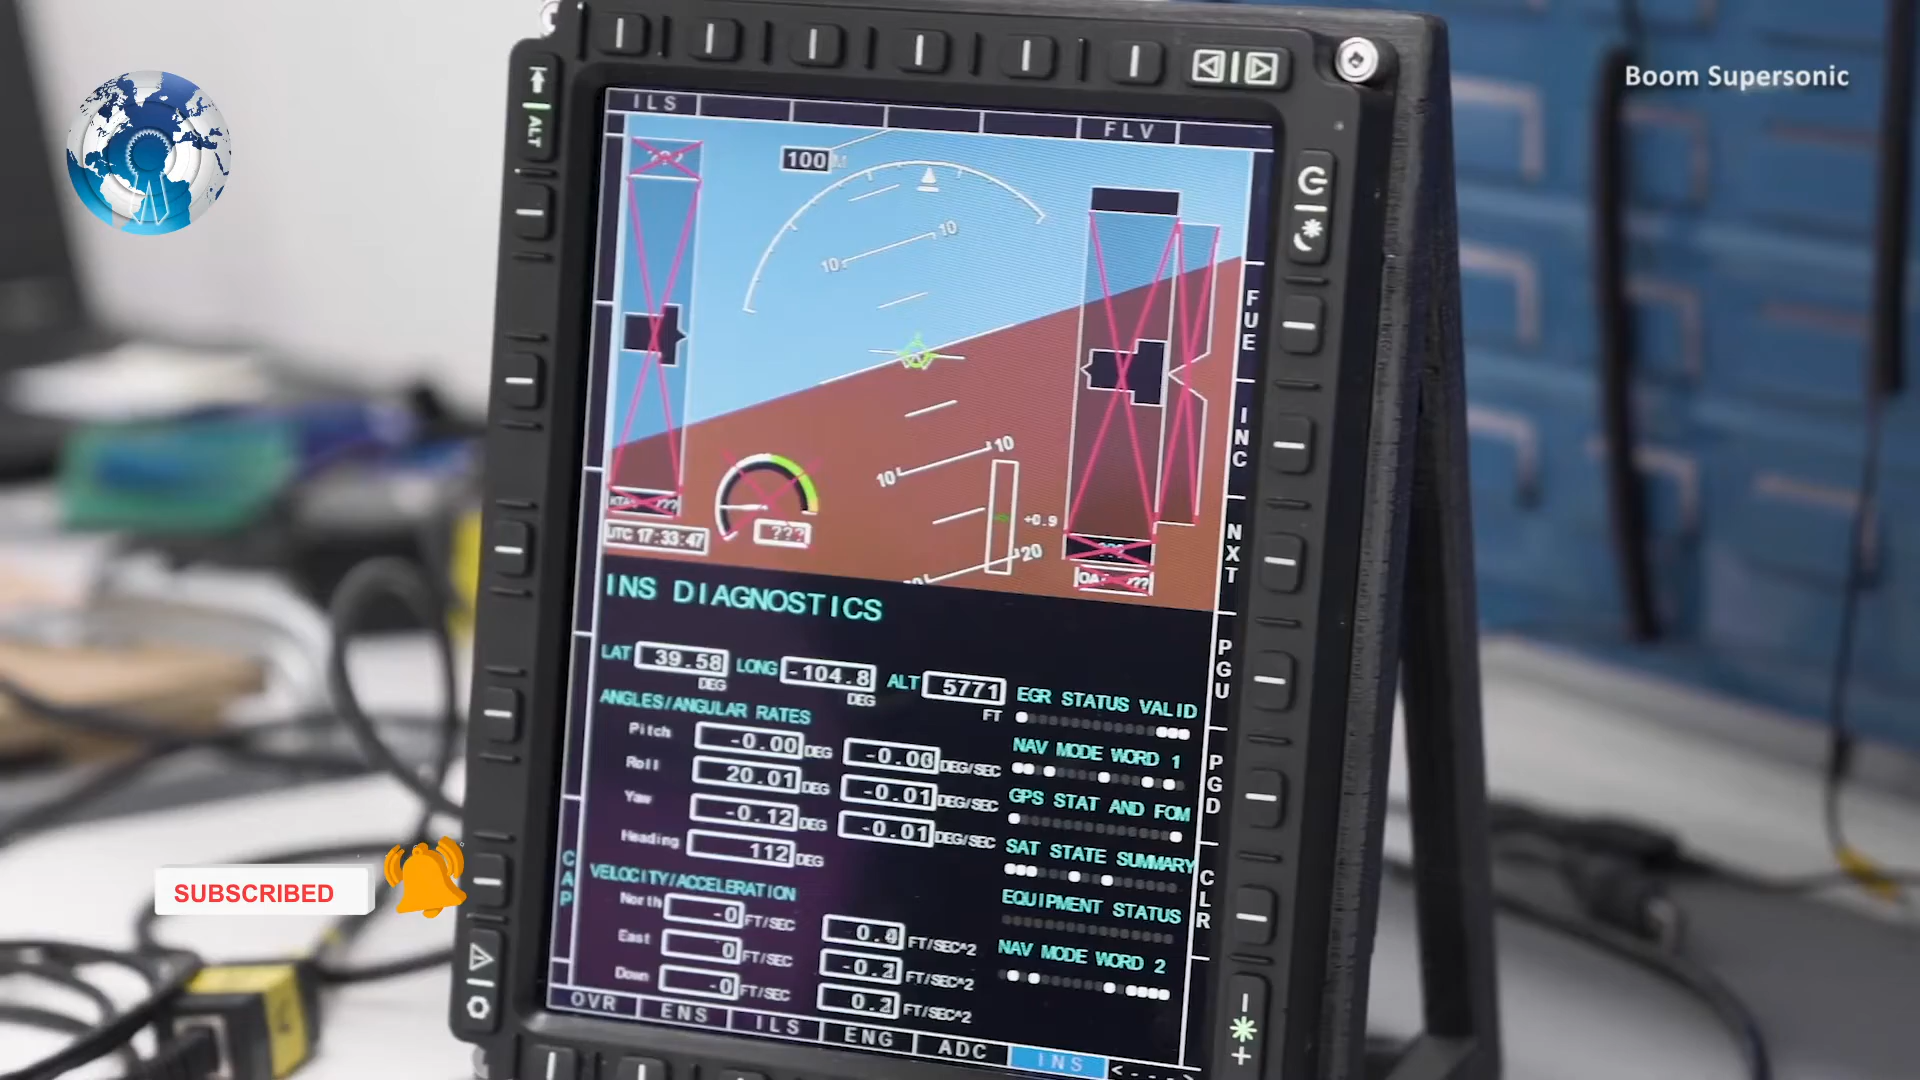 Boom Supersonic
ALT
ILS
FLV
100 M
10
10
10
10
+0.9
20
???
UTC 17:33:47
FUE
INC
NXT
PGU
PGD
CLR
CAP
INS DIAGNOSTICS
LAT 39.58 DEG LONG -104.8 DEG ALT 5771 FT
ANGLES/ANGULAR RATES
Pitch -0.00 DEG -0.00 DEG/SEC
Roll 20.01 DEG -0.01 DEG/SEC
Yaw -0.12 DEG -0.01 DEG/SEC
Heading 112 DEG
VELOCITY/ACCELERATION
North -0 FT/SEC FT/SEC^2
East 0 FT/SEC FT/SEC^2
Down -0 FT/SEC FT/SEC^2
EGR STATUS VALID
NAV MODE WORD 1
GPS STAT AND FOM
SAT STATE SUMMARY
EQUIPMENT STATUS
NAV MODE WORD 2
OVR ENS ILS ENG ADC INS <--->
SUBSCRIBED